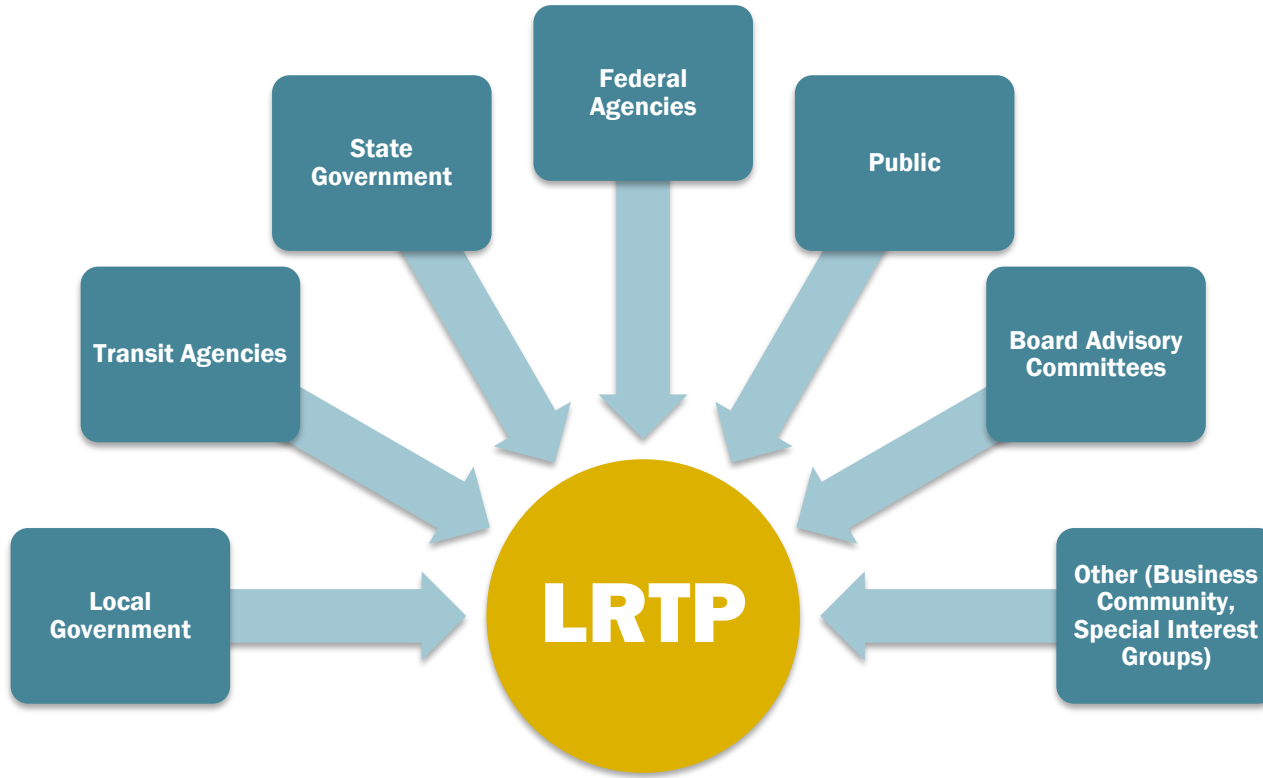 Federal
Agencies
State
Government
Public
Transit Agencies
Board Advisory
Committees
Local
Government
LRTP
Other (Business
Community,
Special Interest
Groups)